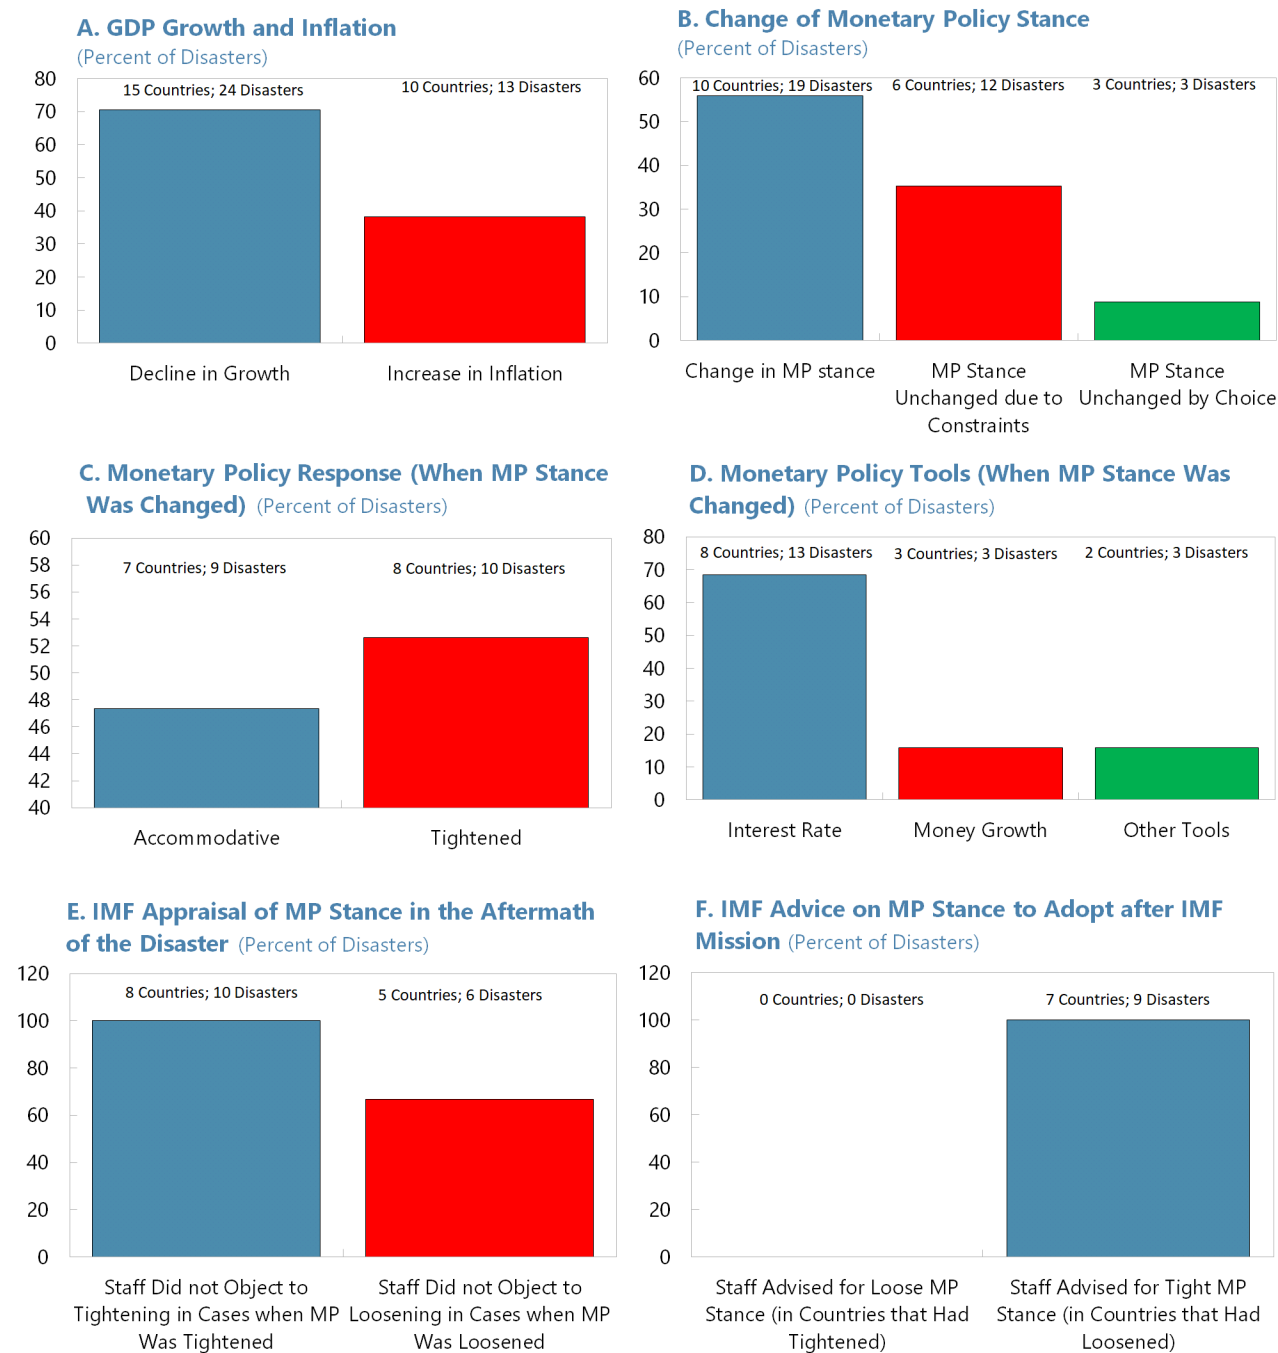 A. GDP Growth and Inflation
(Percent of Disasters)
80
70
60
50
40
30
20
10
0
15 Countries; 24 Disasters
10 Countries; 13 Disasters
Decline in Growth
Increase in Inflation
B. Change of Monetary Policy Stance
(Percent of Disasters)
60
50
40
30
20
10
0
10 Countries; 19 Disasters
6 Countries; 12 Disasters
3 Countries; 3 Disasters
Change in MP stance
MP Stance
Unchanged due to
Constraints
MP Stance
Unchanged by Choice
C. Monetary Policy Response (When MP Stance
Was Changed) (Percent of Disasters)
60
58
56
54
52
50
48
46
44
42
40
7 Countries; 9 Disasters
8 Countries; 10 Disasters
Accommodative
Tightened
D. Monetary Policy Tools (When MP Stance Was
Changed) (Percent of Disasters)
80
70
60
50
40
30
20
10
0
8 Countries; 13 Disasters
3 Countries; 3 Disasters
2 Countries; 3 Disasters
Interest Rate
Money Growth
Other Tools
E. IMF Appraisal of MP Stance in the Aftermath
of the Disaster (Percent of Disasters)
120
100
80
60
40
20
0
8 Countries; 10 Disasters
5 Countries; 6 Disasters
Staff Did not Object to
Tightening in Cases when MP
Was Tightened
Staff Did not Object to
Loosening in Cases when MP
Was Loosened
F. IMF Advice on MP Stance to Adopt after IMF
Mission (Percent of Disasters)
120
100
80
60
40
20
0
0 Countries; 0 Disasters
7 Countries; 9 Disasters
Staff Advised for Loose MP
Stance (in Countries that Had
Tightened)
Staff Advised for Tight MP
Stance (in Countries that Had
Loosened)